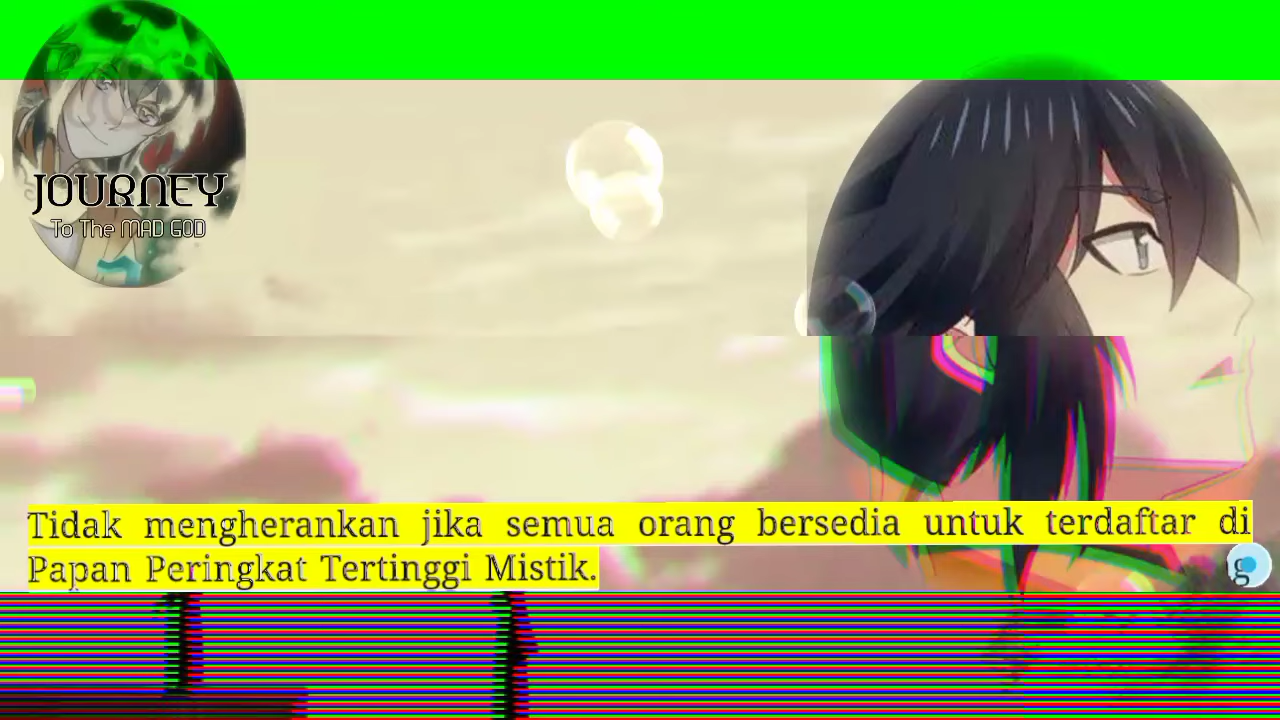 JOURNEY
To The MAD GOD
Tidak mengherankan jika semua orang bersedia untuk terdaftar di
Papan Peringkat Tertinggi Mistik.
g